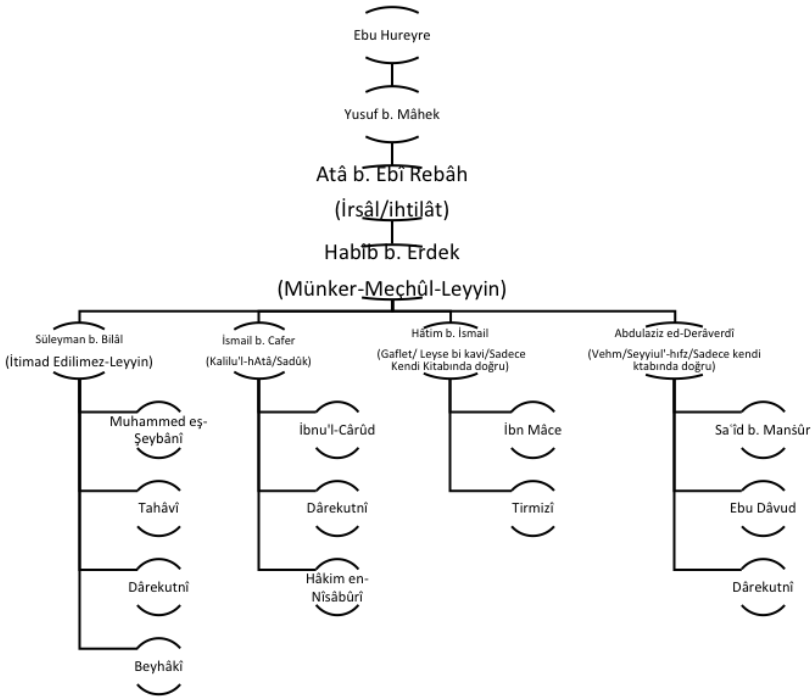 Ebu Hureyre
Yusuf b. Mâhek
Atâ b. Ebî Rebâh
(İrsâl/ihtilât)
Habîb b. Erdek
(Münker-Meçhûl-Leyyin)
Süleyman b. Bilâl
(İtimad Edilimez-Leyyin)
Muhammed eş-
Şeybânî
Tahâvî
Dârekutnî
Beyhâkî
İsmail b. Cafer
(Kalilu'l-hAtâ/Sadûk)
İbnu'l-Cârûd
Dârekutnî
Hâkim en-
Nîsâbûrî
Hâtim b. İsmail
(Gaflet/ Leyse bi kavi/Sadece
Kendi Kitabında doğru)
İbn Mâce
Tirmizî
Abdulaziz ed-Derâverdî
(Vehm/Seyyiul'-hıfz/Sadece kendi
ktabında doğru)
Saʿîd b. Manṡûr
Ebu Dâvud
Dârekutnî